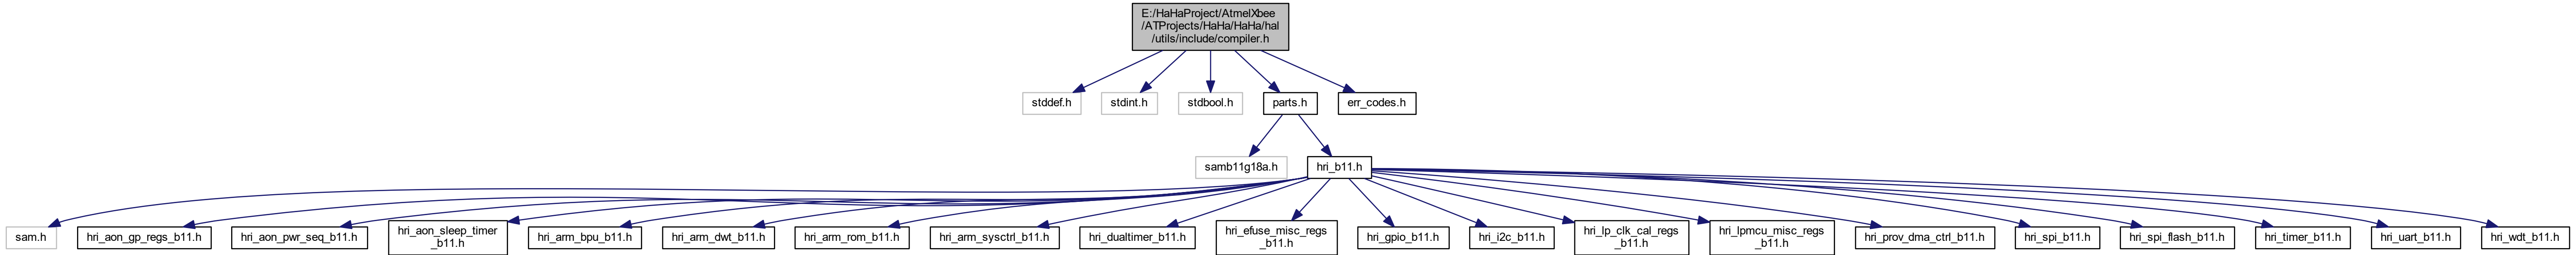 E:/HaHaProject/AtmelXbee
/ATProjects/HaHa/HaHa/hal
/utils/include/compiler.h
stddef.h
stdint.h
stdbool.h
parts.h
err_codes.h
samb11g18a.h
hri_b11.h
sam.h
hri_aon_gp_regs_b11.h
hri_aon_pwr_seq_b11.h
hri_aon_sleep_timer
_b11.h
hri_arm_bpu_b11.h
hri_arm_dwt_b11.h
hri_arm_rom_b11.h
hri_arm_sysctrl_b11.h
hri_dualtimer_b11.h
hri_efuse_misc_regs
_b11.h
hri_gpio_b11.h
hri_i2c_b11.h
hri_lp_clk_cal_regs
_b11.h
hri_lpmcu_misc_regs
_b11.h
hri_prov_dma_ctrl_b11.h
hri_spi_b11.h
hri_spi_flash_b11.h
hri_timer_b11.h
hri_uart_b11.h
hri_wdt_b11.h